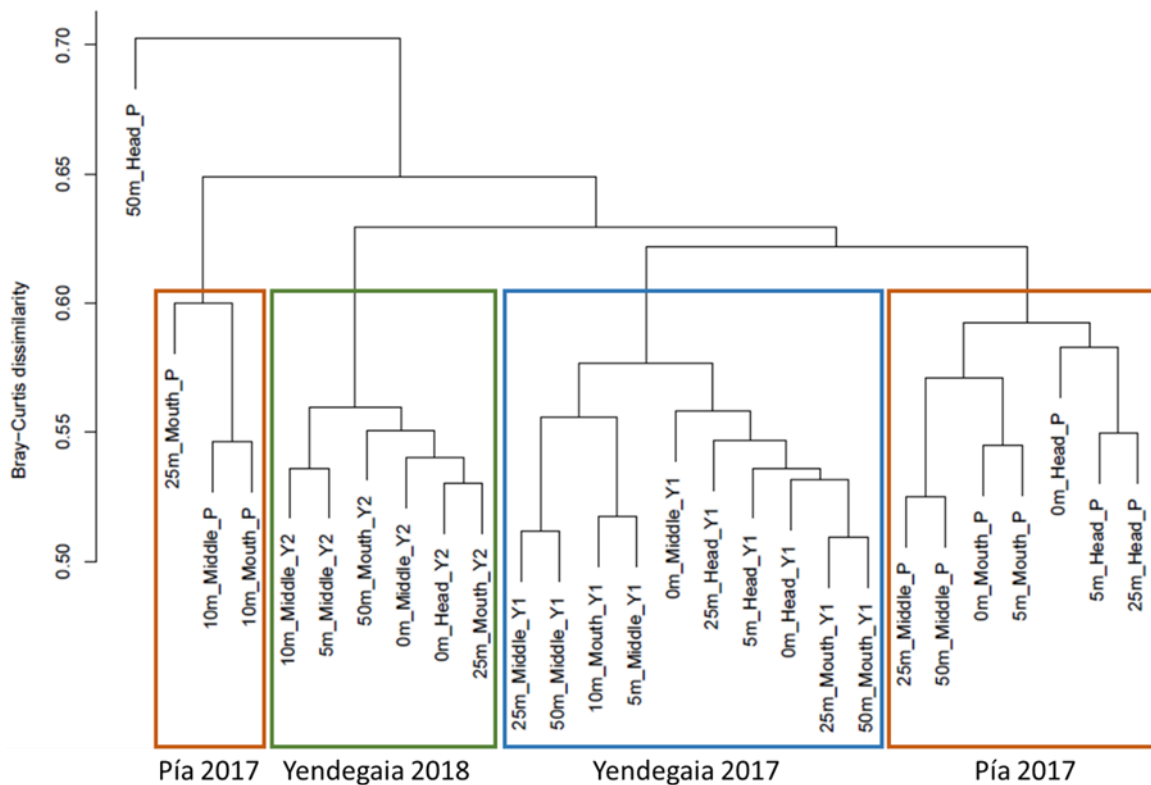 Bray-Curtis dissimilarity
0.70
0.65
0.60
0.55
0.50
50m_Head_P
25m_Mouth_P
10m_Middle_P
10m_Mouth_P
10m_Middle_Y2
5m_Middle_Y2
50m_Mouth_Y2
0m_Middle_Y2
0m_Head_Y2
25m_Mouth_Y2
25m_Middle_Y1
50m_Middle_Y1
10m_Mouth_Y1
5m_Middle_Y1
0m_Middle_Y1
25m_Head_Y1
5m_Head_Y1
0m_Head_Y1
25m_Mouth_Y1
50m_Mouth_Y1
25m_Middle_P
50m_Middle_P
0m_Mouth_P
5m_Mouth_P
0m_Head_P
5m_Head_P
25m_Head_P
Pía 2017
Yendegaia 2018
Yendegaia 2017
Pía 2017